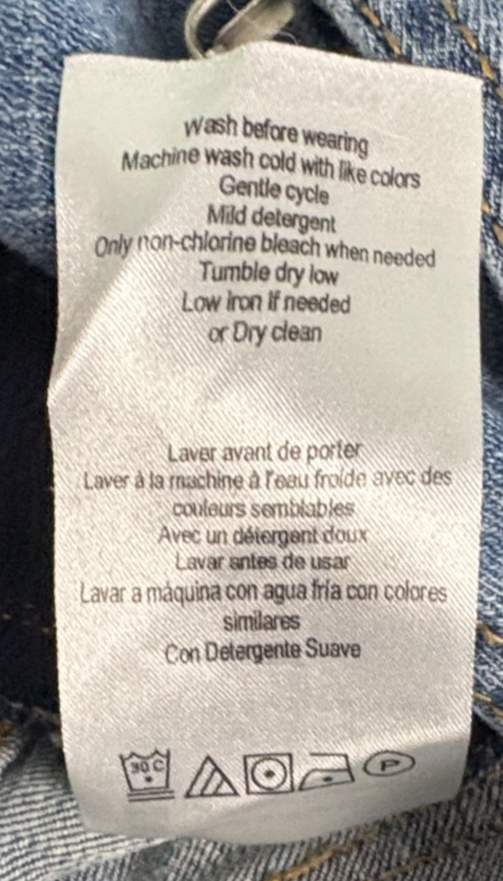 Wash before wearing
Machine wash cold with like colors
Gentle cycle
Mild detergent
Only non-chlorine bleach when needed
Tumble dry low
Low iron if needed
or Dry clean
Laver avant de porter
Laver à la machine à l'eau froide avec des
couleurs semblables
Avec un détergent doux
Lavar antes de usar
Lavar a máquina con agua fría con colores
similares
Con Detergente Suave
30 C P